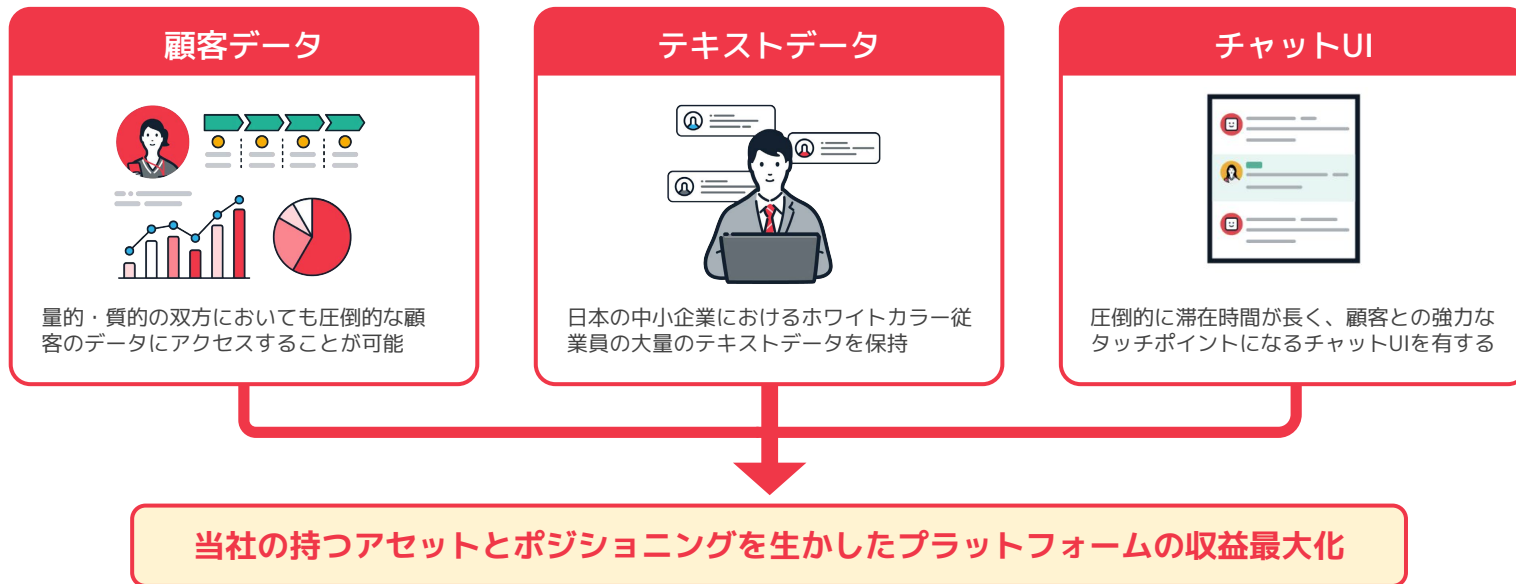 顧客データ
量的・質的の双方においても圧倒的な顧
客のデータにアクセスすることが可能
テキストデータ
日本の中小企業におけるホワイトカラー従
業員の大量のテキストデータを保持
チャットUI
圧倒的に滞在時間が長く、顧客との強力な
タッチポイントになるチャットUIを有する
当社の持つアセットとポジショニングを生かしたプラットフォームの収益最大化